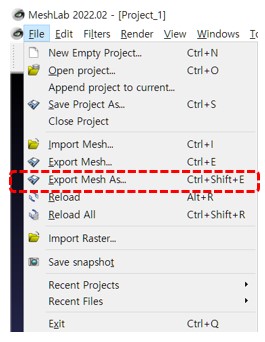 MeshLab 2022.02 - [Project_1]
File Edit Filters Render View Windows
New Empty Project... Ctrl+N
Open project... Ctrl+O
Append project to current...
Save Project As... Ctrl+S
Close Project
Import Mesh... Ctrl+I
Export Mesh... Ctrl+E
Export Mesh As... Ctrl+Shift+E
Reload Alt+R
Reload All Ctrl+Shift+R
Import Raster...
Save snapshot
Recent Projects
Recent Files
Exit Ctrl+Q